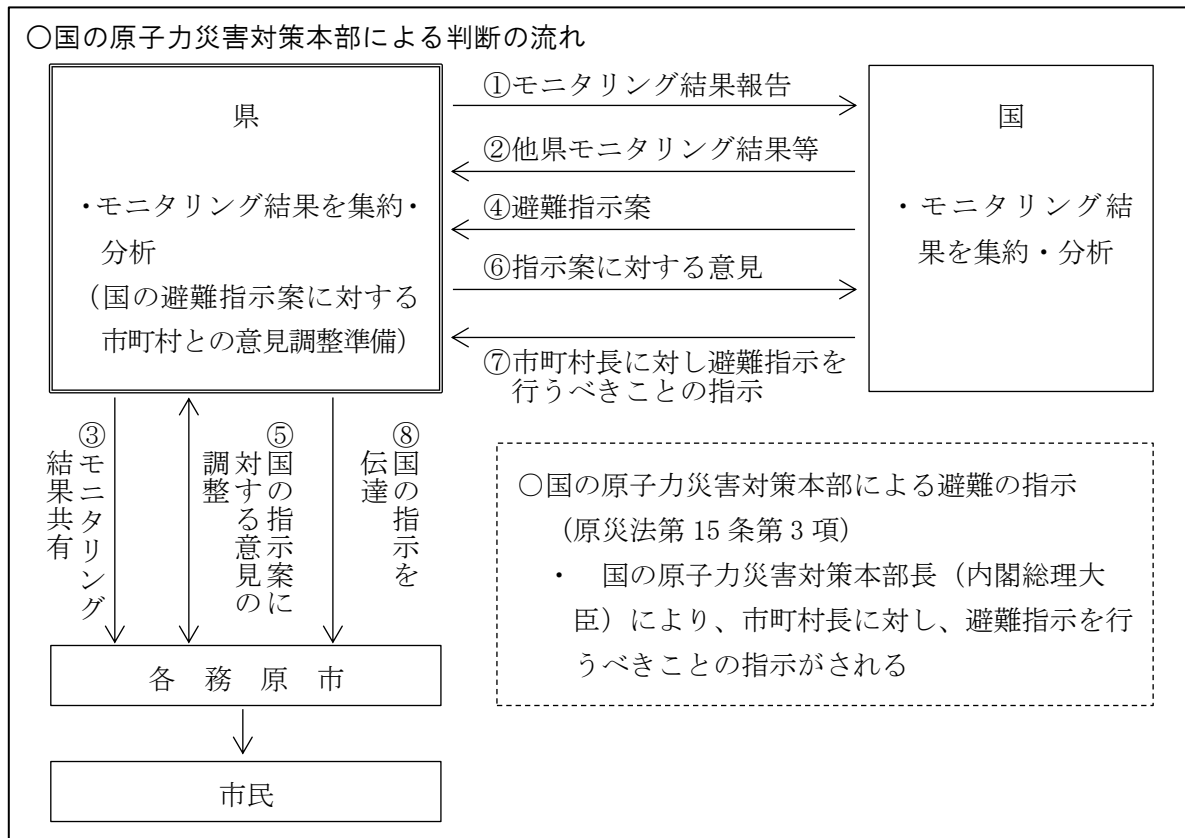 ○国の原子力災害対策本部による判断の流れ
県
・モニタリング結果を集約・
分析
（国の避難指示案に対する
市町村との意見調整準備）
①モニタリング結果報告
②他県モニタリング結果等
④避難指示案
⑥指示案に対する意見
⑦市町村長に対し避難指示を
行うべきことの指示
国
・モニタリング結
果を集約・分析
③モニタリング
結果共有
⑤国の指示案に
対する意見の
調整
⑧国の指示を
伝達
○国の原子力災害対策本部による避難の指示
（原災法第 15 条第 3 項）
・　国の原子力災害対策本部長（内閣総理大
臣）により、市町村長に対し、避難指示を行
うべきことの指示がされる
各 務 原 市
市民